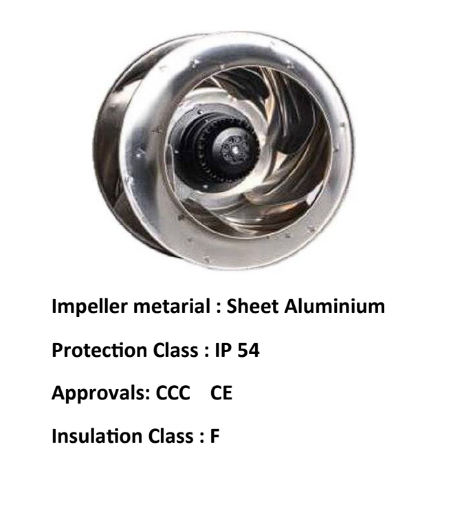 Impeller metarial : Sheet Aluminium
Protection Class : IP 54
Approvals: CCC CE
Insulation Class : F